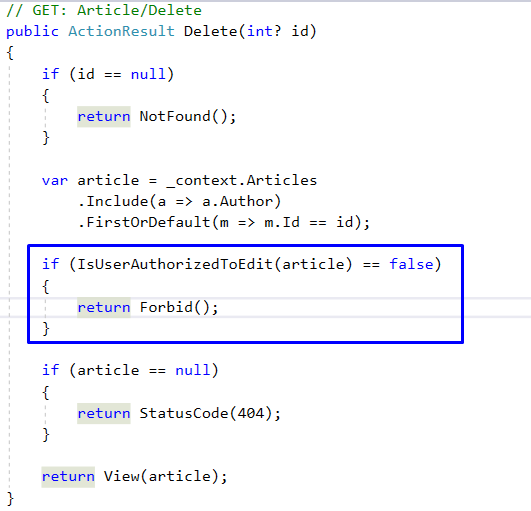 // GET: Article/Delete
public ActionResult Delete(int? id)
{
    if (id == null)
    {
        return NotFound();
    }

    var article = _context.Articles
        .Include(a => a.Author)
        .FirstOrDefault(m => m.Id == id);

    if (IsUserAuthorizedToEdit(article) == false)
    {
        return Forbid();
    }

    if (article == null)
    {
        return StatusCode(404);
    }

    return View(article);
}